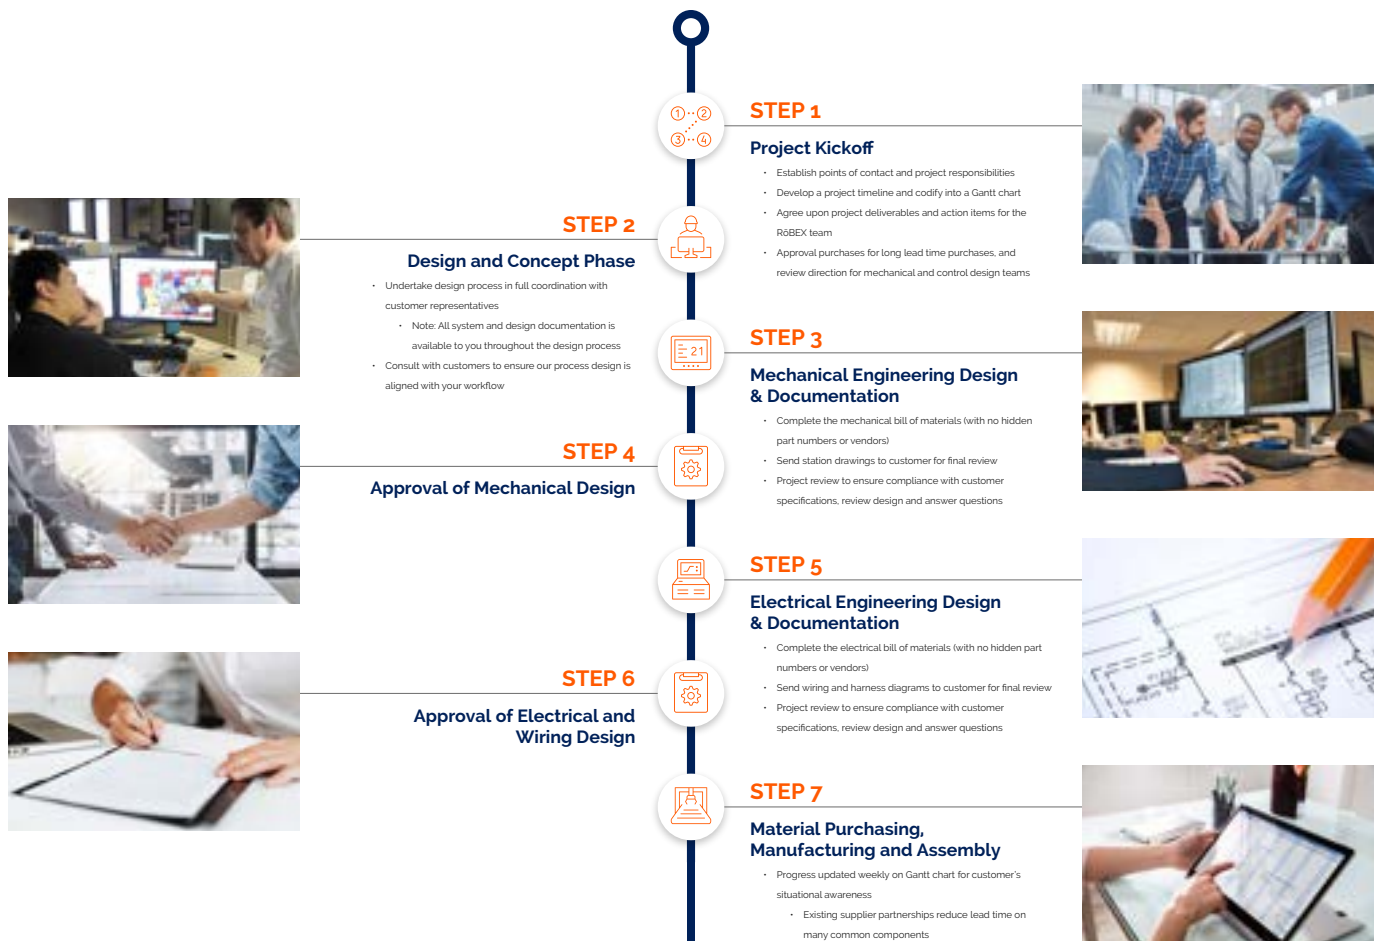 STEP 1
Project Kickoff
• Establish points of contact and project responsibilities
• Develop a project timeline and codify into a Gantt chart
• Agree upon project deliverables and action items for the
RōBEX team
• Approval purchases for long lead time purchases, and
review direction for mechanical and control design teams
STEP 2
Design and Concept Phase
• Undertake design process in full coordination with
customer representatives
• Note: All system and design documentation is
available to you throughout the design process
• Consult with customers to ensure our process design is
aligned with your workflow
STEP 3
Mechanical Engineering Design
& Documentation
• Complete the mechanical bill of materials (with no hidden
part numbers or vendors)
• Send station drawings to customer for final review
• Project review to ensure compliance with customer
specifications, review design and answer questions
STEP 4
Approval of Mechanical Design
STEP 5
Electrical Engineering Design
& Documentation
• Complete the electrical bill of materials (with no hidden part
numbers or vendors)
• Send wiring and harness diagrams to customer for final review
• Project review to ensure compliance with customer
specifications, review design and answer questions
STEP 6
Approval of Electrical and
Wiring Design
STEP 7
Material Purchasing,
Manufacturing and Assembly
• Progress updated weekly on Gantt chart for customer's
situational awareness
• Existing supplier partnerships reduce lead time on
many common components
1 2
3 4
21